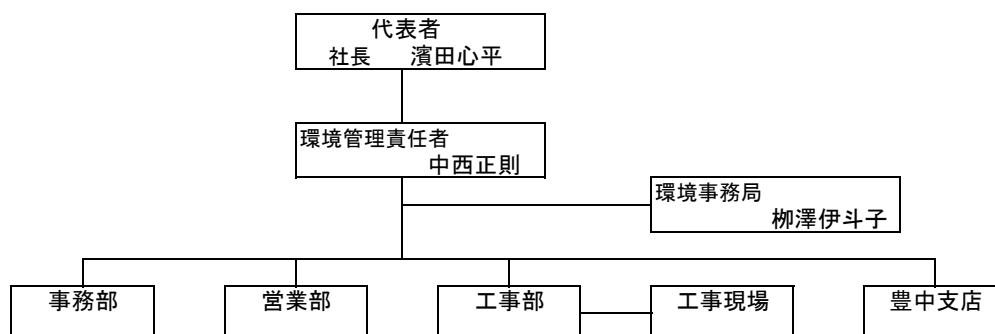 代表者
社長 濱田心平
環境管理責任者
中西正則
環境事務局
栁澤伊斗子
事務部 営業部 工事部 工事現場 豊中支店